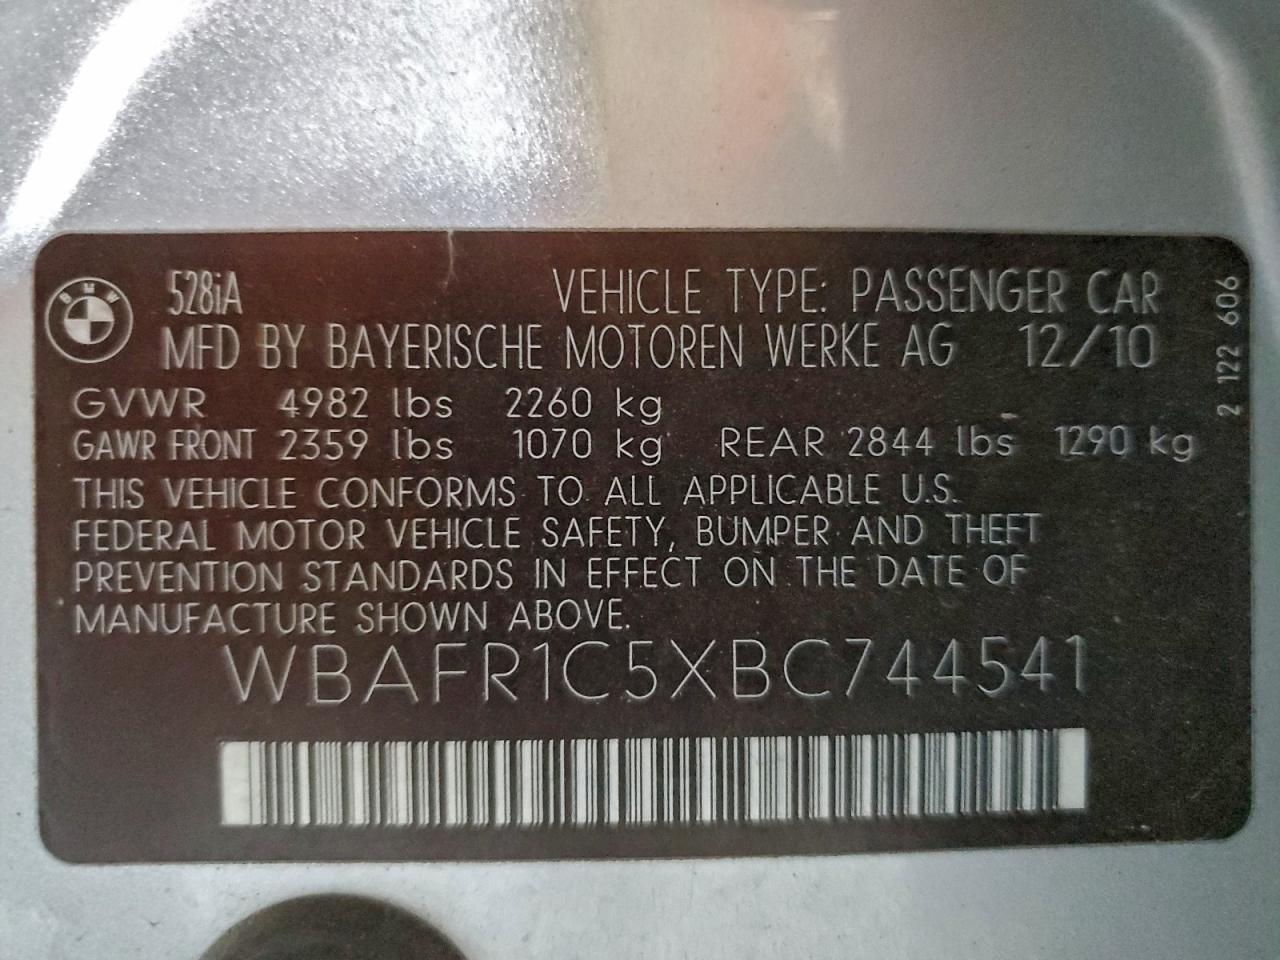 BMW
528iA VEHICLE TYPE: PASSENGER CAR
MFD BY BAYERISCHE MOTOREN WERKE AG 12/10
GVWR 4982 lbs 2260 kg
GAWR FRONT 2359 lbs 1070 kg REAR 2844 lbs 1290 kg
THIS VEHICLE CONFORMS TO ALL APPLICABLE U.S.
FEDERAL MOTOR VEHICLE SAFETY, BUMPER AND THEFT
PREVENTION STANDARDS IN EFFECT ON THE DATE OF
MANUFACTURE SHOWN ABOVE.
WBAFR1C5XBC744541
2 122 606